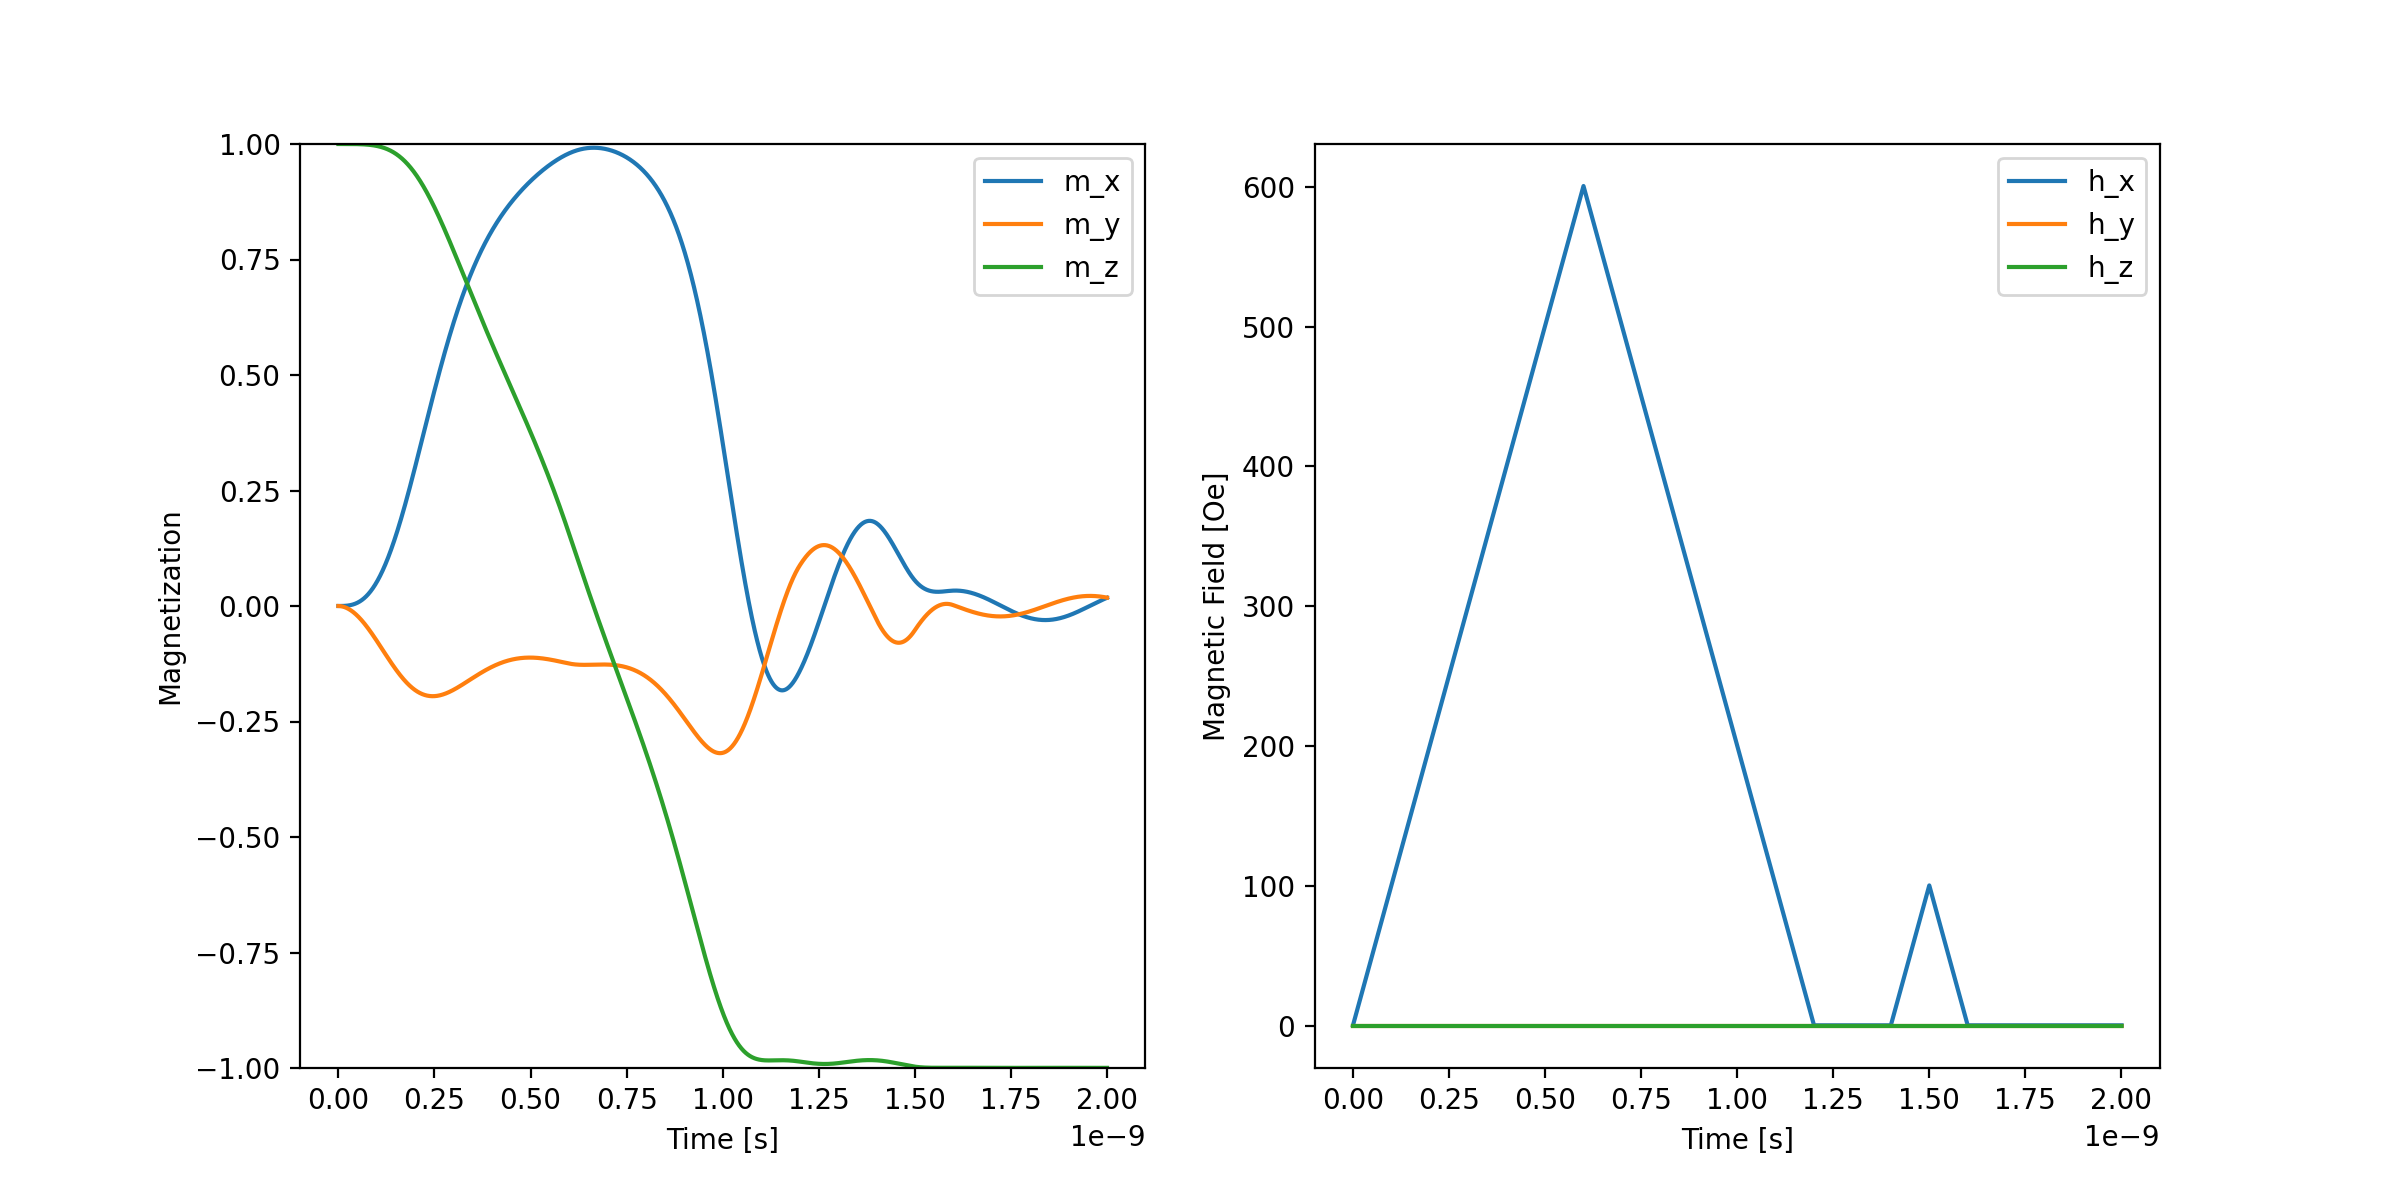 1.00
0.75
0.50
0.25
0.00
−0.25
−0.50
−0.75
−1.00
Magnetization
m_x
m_y
m_z
0.00 0.25 0.50 0.75 1.00 1.25 1.50 1.75 2.00
Time [s]
1e−9
600
500
400
300
200
100
0
Magnetic Field [Oe]
h_x
h_y
h_z
0.00 0.25 0.50 0.75 1.00 1.25 1.50 1.75 2.00
Time [s]
1e−9